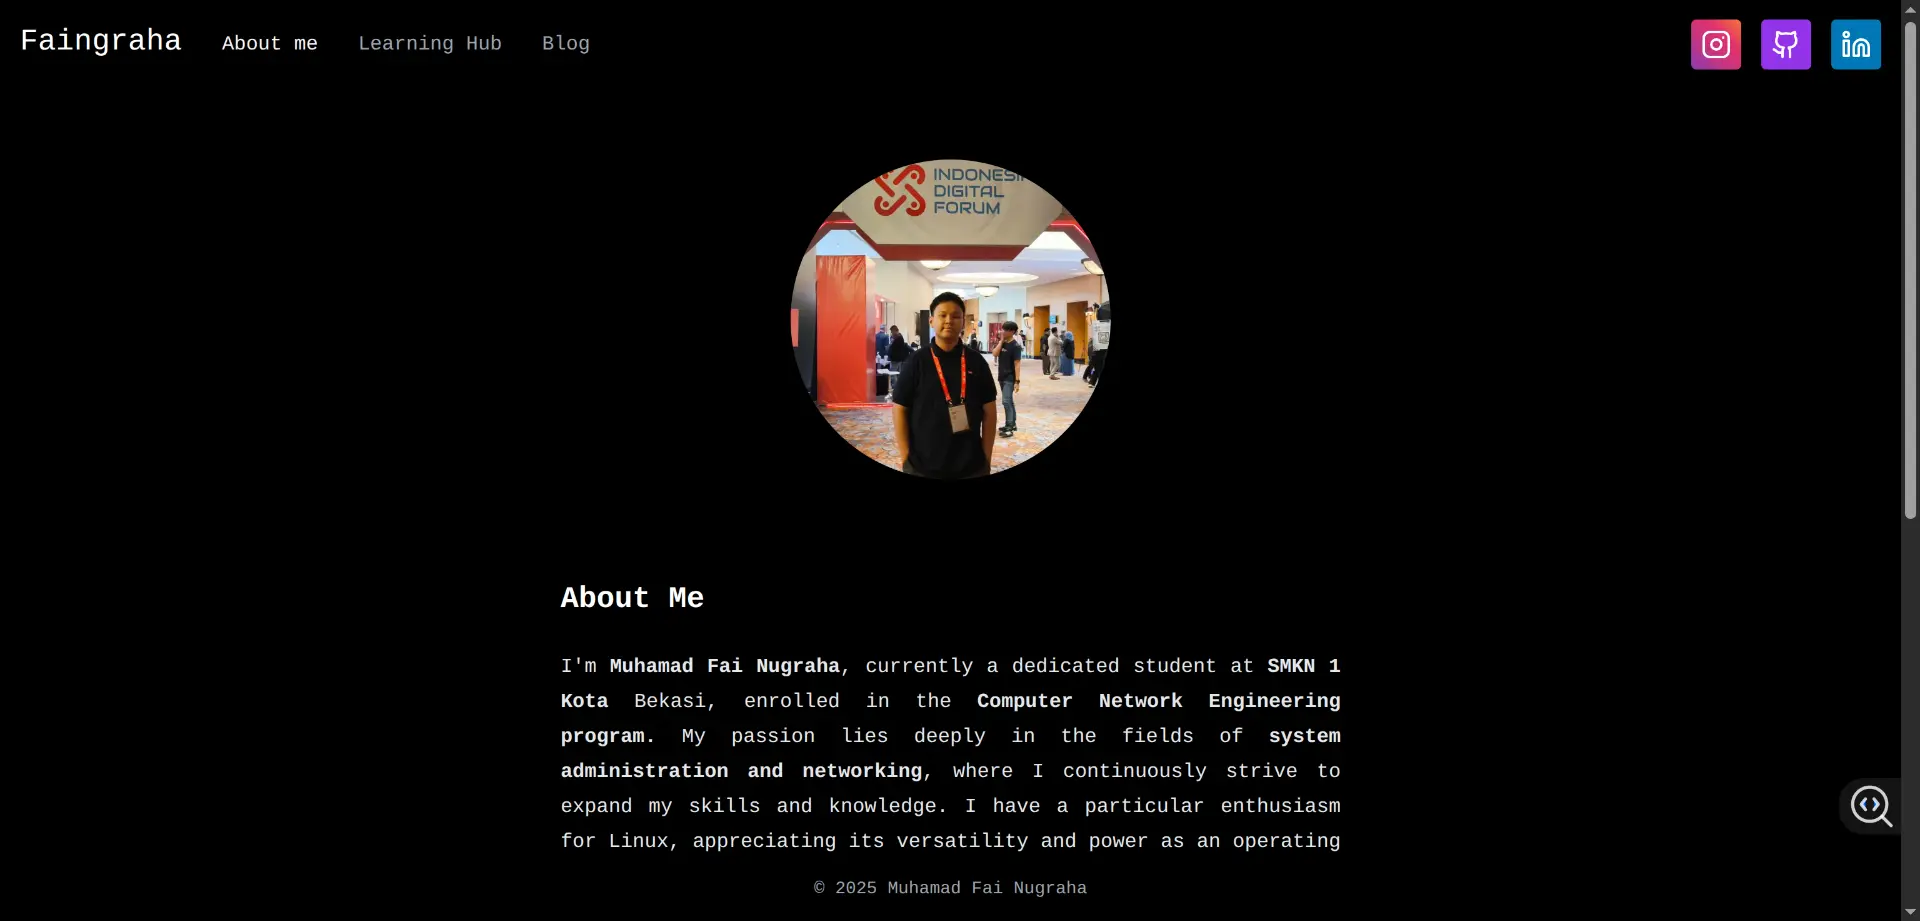 Faingraha About me Learning Hub Blog
INDONESI
DIGITAL
FORUM
About Me
I'm Muhamad Fai Nugraha, currently a dedicated student at SMKN 1
Kota Bekasi, enrolled in the Computer Network Engineering
program. My passion lies deeply in the fields of system
administration and networking, where I continuously strive to
expand my skills and knowledge. I have a particular enthusiasm
for Linux, appreciating its versatility and power as an operating
© 2025 Muhamad Fai Nugraha